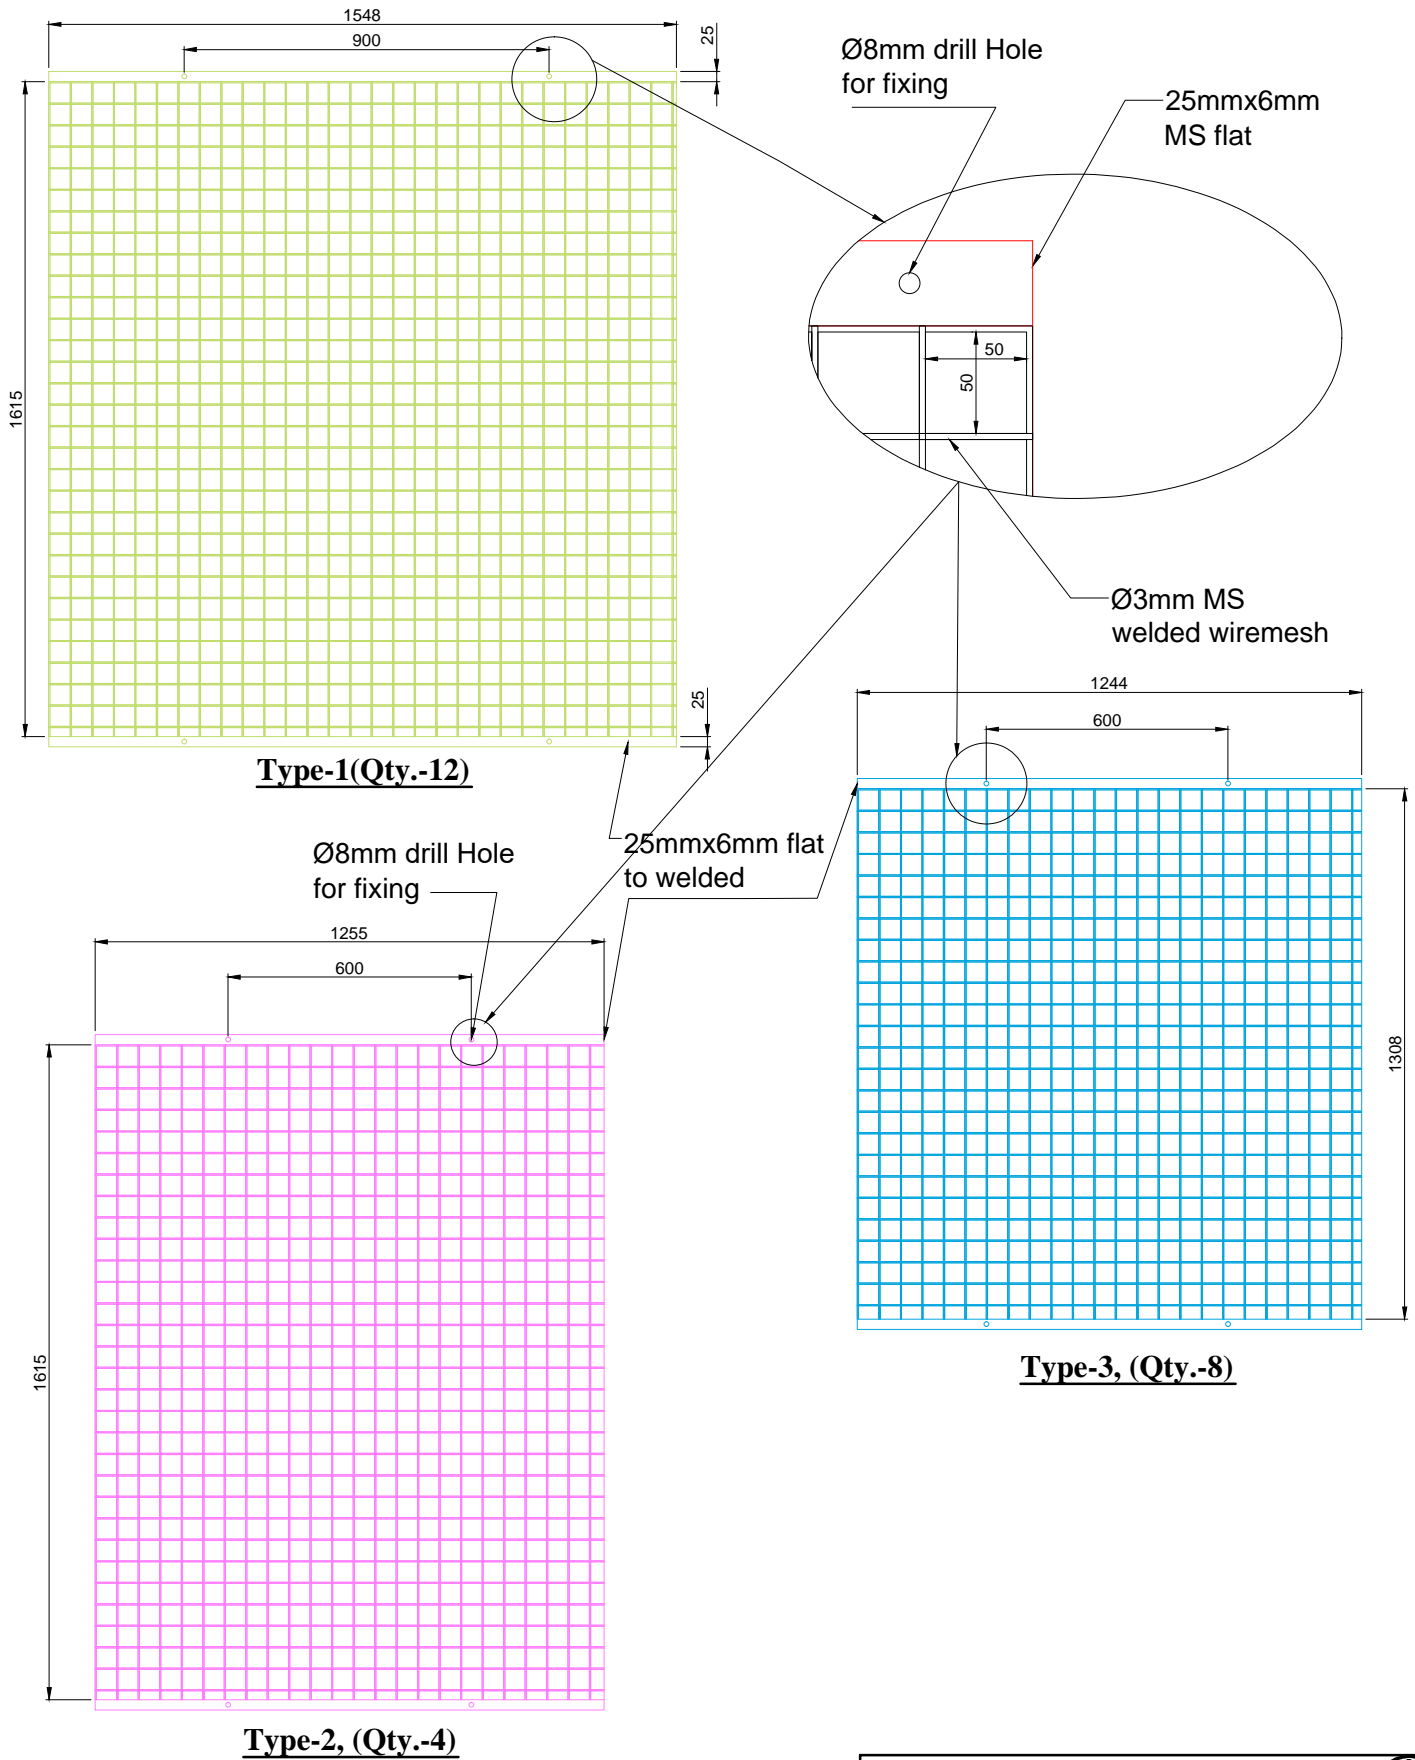 1548
900
25
1615
25
Type-1(Qty.-12)
Ø8mm drill Hole
for fixing
25mmx6mm
MS flat
50
50
Ø3mm MS
welded wiremesh
25mmx6mm flat
to welded
Ø8mm drill Hole
for fixing
1255
600
1615
Type-2, (Qty.-4)
1244
600
1308
Type-3, (Qty.-8)